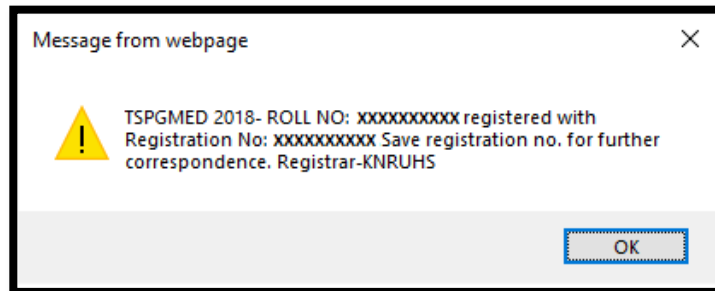 Message from webpage
TSPGMED 2018- ROLL NO: xxxxxxxxxx registered with
Registration No: xxxxxxxxxx Save registration no. for further
correspondence. Registrar-KNRUHS
OK